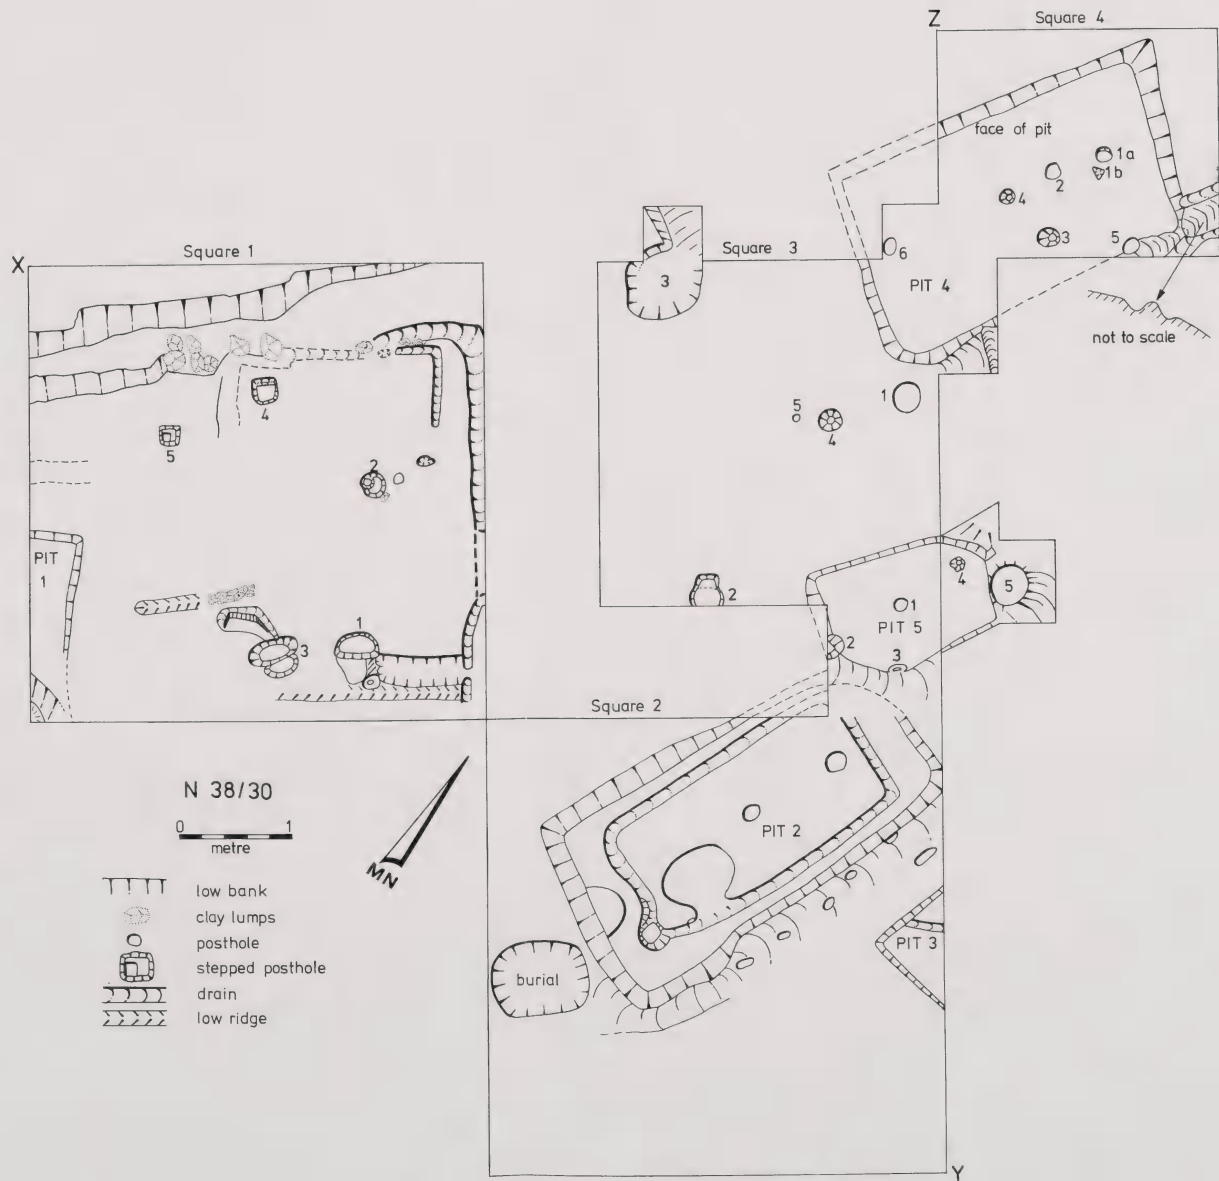 Z
Square 4
face of pit
1a
1b
2
4
3
5
6
PIT 4
not to scale
Square 3
3
1
5
4
2
X
Square 1
4
5
2
PIT
1
1
3
4
5
1
PIT 5
2
3
Square 2
PIT 2
PIT 3
burial
Y
N 38/30
0 1
metre
MN
low bank
clay lumps
posthole
stepped posthole
drain
low ridge